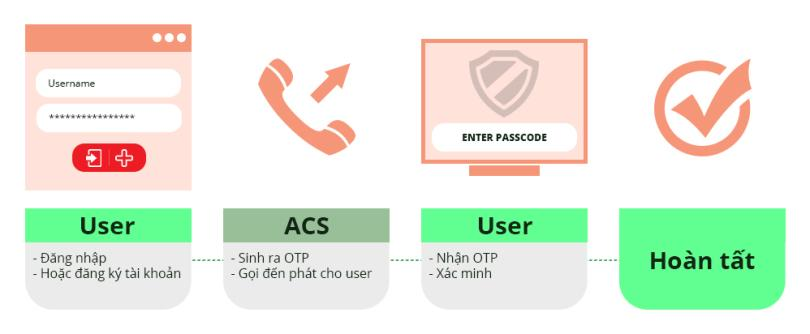 Username
****************
ENTER PASSCODE
User
- Đăng nhập
- Hoặc đăng ký tài khoản
ACS
- Sinh ra OTP
- Gọi đến phát cho user
User
- Nhận OTP
- Xác minh
Hoàn tất